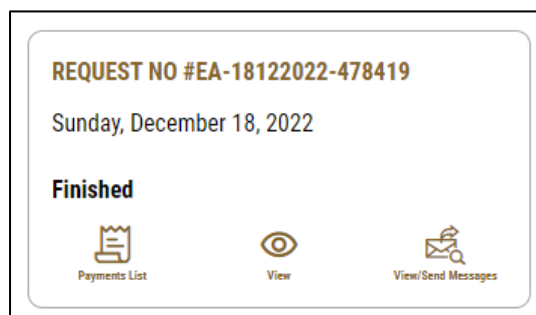 REQUEST NO #EA-18122022-478419
Sunday, December 18, 2022
Finished
Payments List
View
View/Send Messages